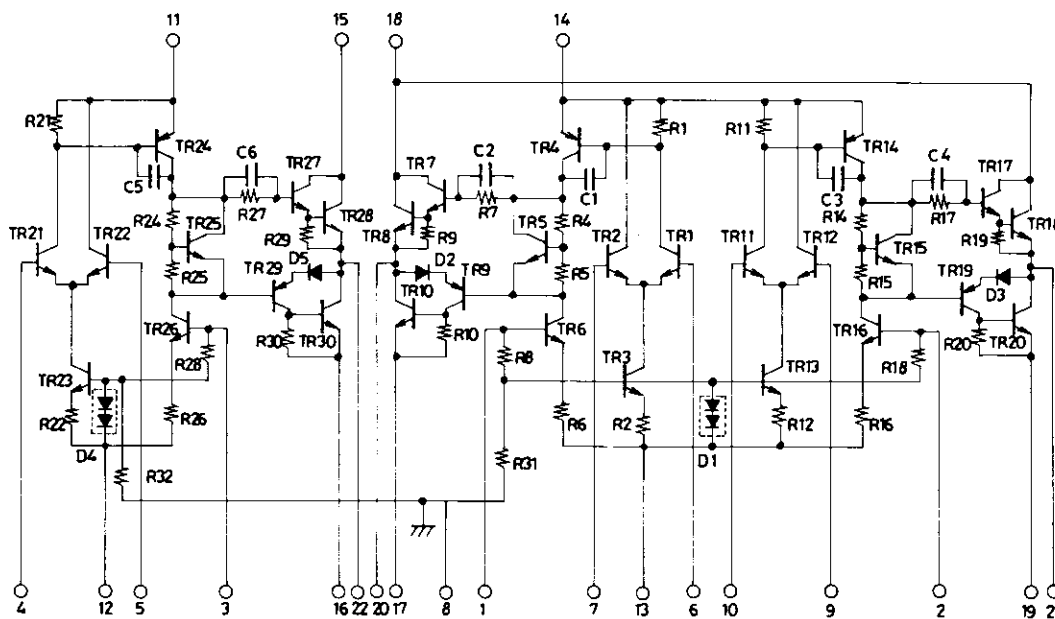 11 15 18 14
R21 R1 R11
TR24 TR4 TR14
C6 TR27 TR7 C2 C4 TR17
C5 C1 C3
R24 TR25 R27 TR28 R7 TR5 R4 R14 R17
TR21 TR22 R29 TR8 R9 TR2 TR1 TR11 TR12 TR15 R19
R25 TR29 D5 D2 TR9 R5 R15 TR19 D3
TR10
TR26 R30 TR30 R10 TR6 TR16 R20 TR20
R28 R8 TR3 TR13 R18
TR23
R22 R26 R6 R2 R12 R16
D4 R32 R31 D1
4 12 5 3 16 22 20 17 8 1 7 13 6 10 9 2 19